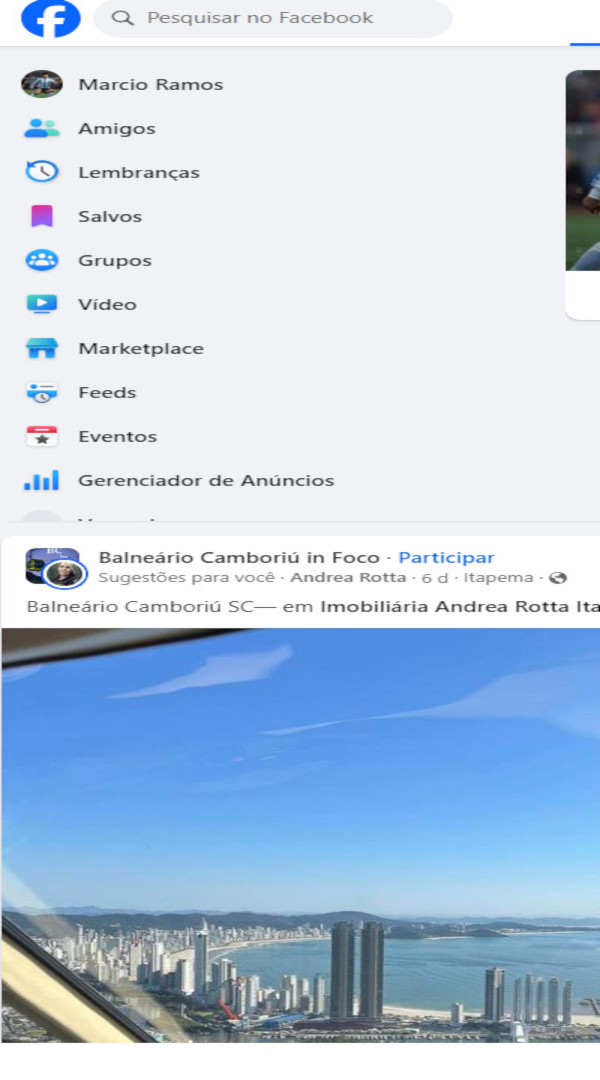 Pesquisar no Facebook
Marcio Ramos
Amigos
Lembranças
Salvos
Grupos
Vídeo
Marketplace
Feeds
Eventos
Gerenciador de Anúncios
BC
Balneário Camboriú in Foco · Participar
Sugestões para você · Andrea Rotta · 6 d · Itapema ·
Balneário Camboriú SC— em Imobiliária Andrea Rotta Ita